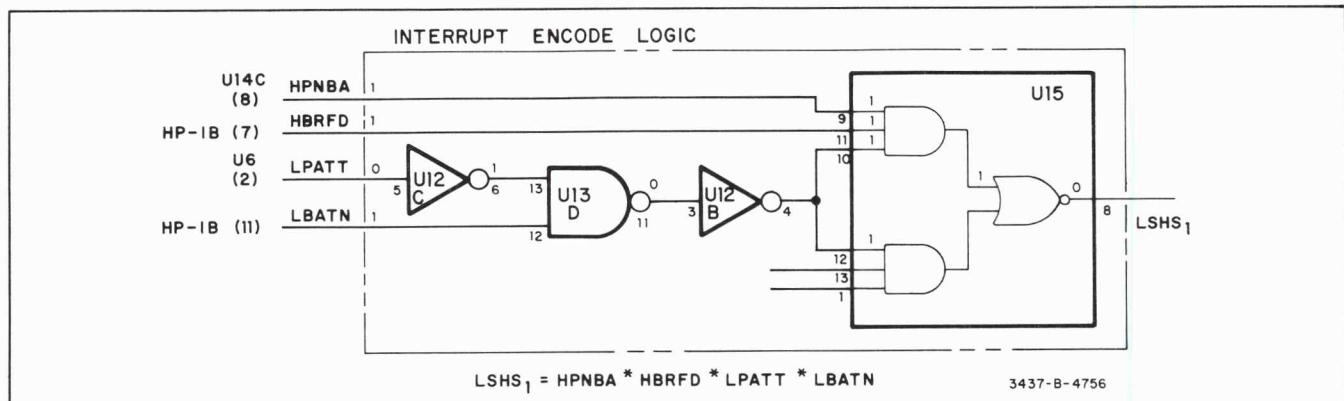 INTERRUPT ENCODE LOGIC
U14C
(8)
HPNBA
1
HP-IB (7)
HBRFD
1
U6
(2)
LPATT
0
HP-IB (11)
LBATN
1
5
U12
C
1
6
13
12
U13
D
0
11
3
U12
B
4
U15
1
9
1
11
1
10
1
12
13
1
1
0
8
LSHS₁
LSHS₁ = HPNBA * HBRFD * LPATT * LBATN
3437-B-4756